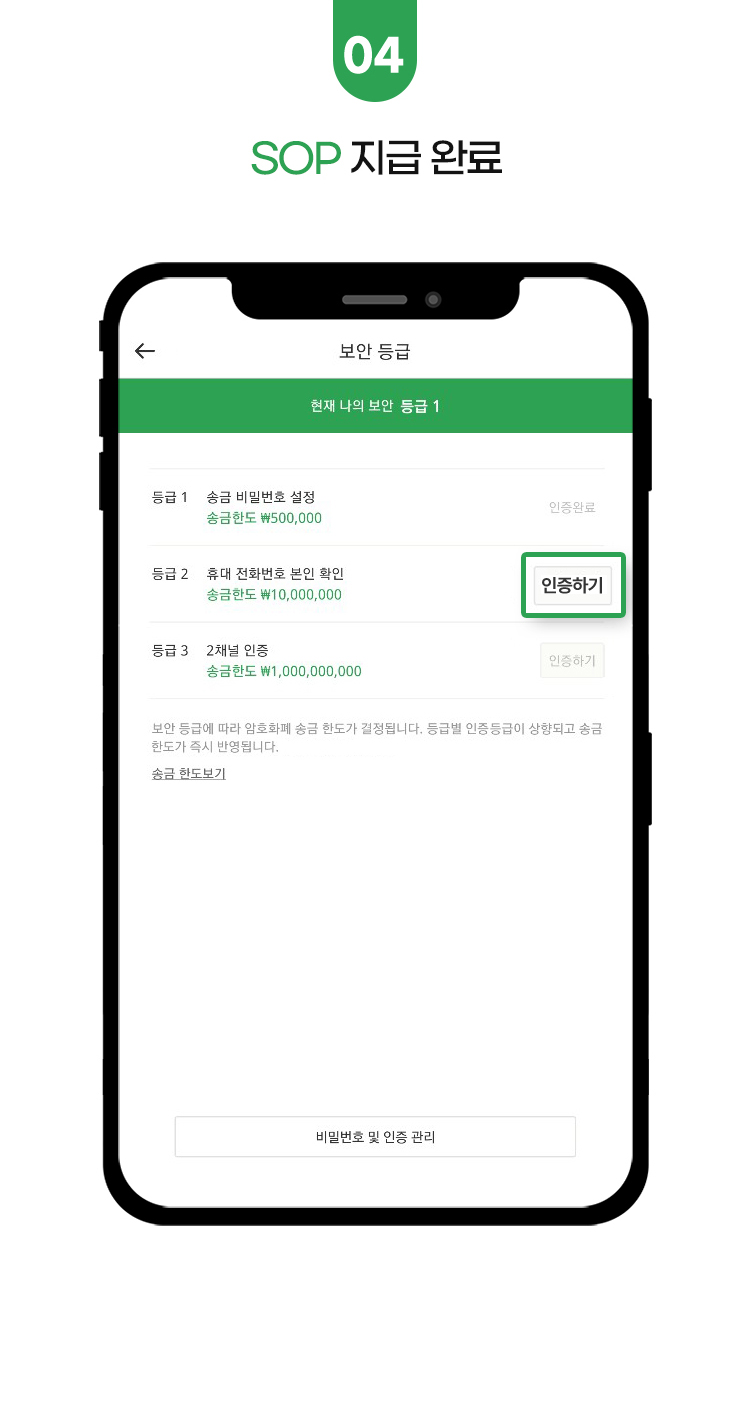 04
SOP 지급 완료
보안 등급
현재 나의 보안 등급 1
등급 1 송금 비밀번호 설정
송금한도 ₩500,000
인증완료
등급 2 휴대 전화번호 본인 확인
송금한도 ₩10,000,000
인증하기
등급 3 2채널 인증
송금한도 ₩1,000,000,000
인증하기
보안 등급에 따라 암호화폐 송금 한도가 결정됩니다. 등급별 인증등급이 상향되고 송금
한도가 즉시 반영됩니다.
송금 한도보기
비밀번호 및 인증 관리